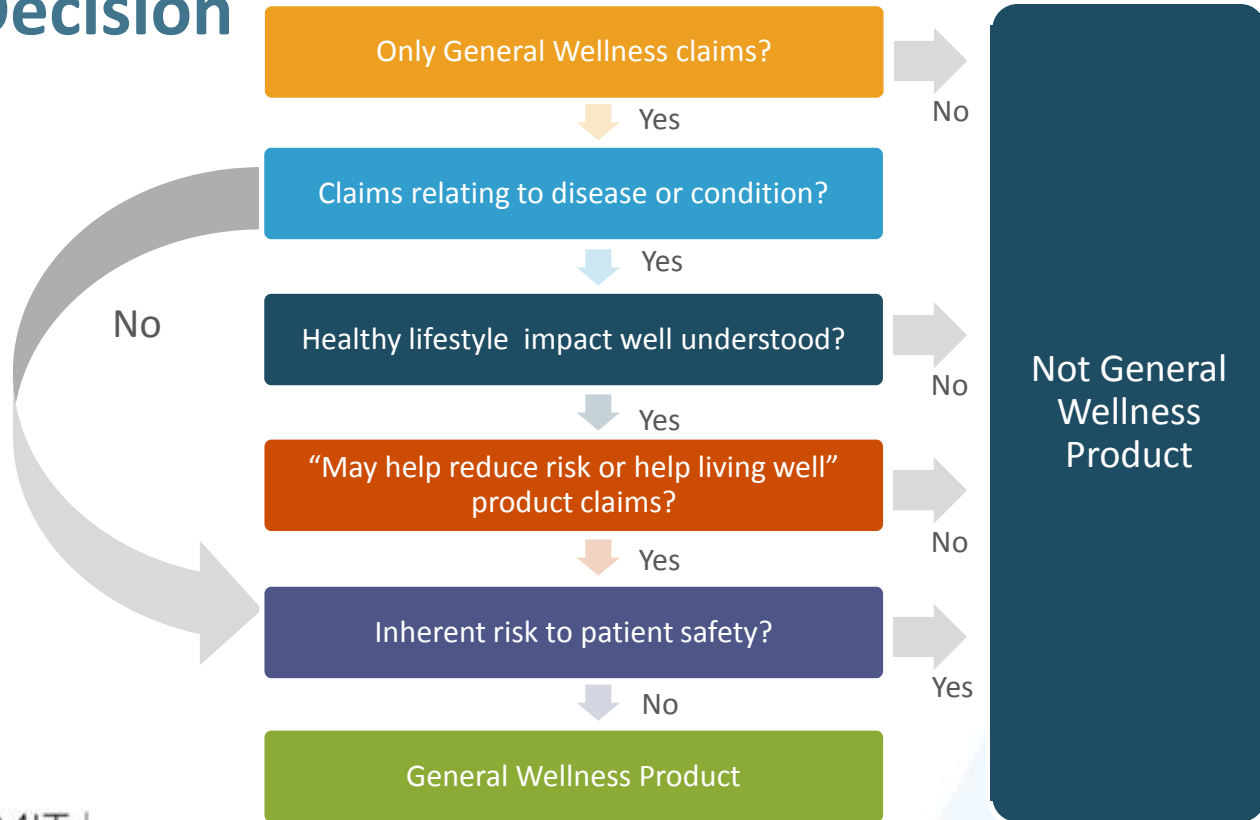 Decision
Only General Wellness claims?
No
Yes
Claims relating to disease or condition?
Yes
No
Healthy lifestyle  impact well understood?
No
Yes
“May help reduce risk or help living well”
product claims?
No
Yes
Inherent risk to patient safety?
Yes
No
General Wellness Product
Not General
Wellness
Product